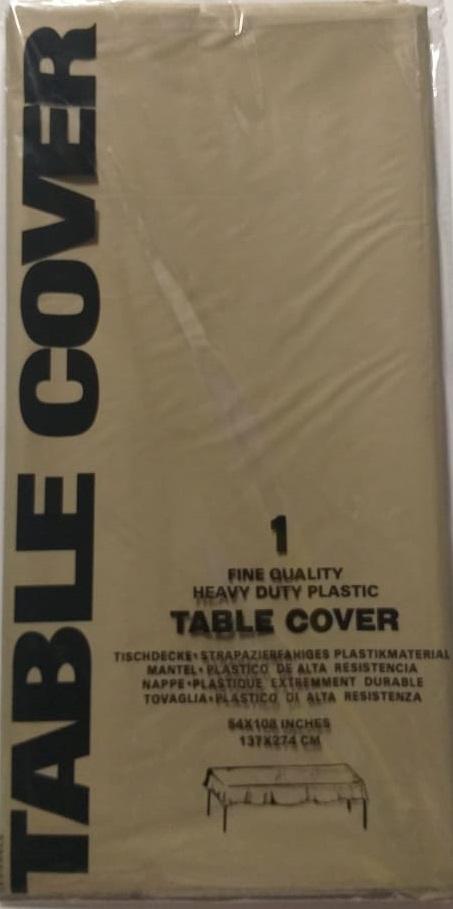 TABLE COVER
1
FINE QUALITY
HEAVY DUTY PLASTIC
TABLE COVER
TISCHDECKE•STRAPAZIERFAHIGES PLASTIKMATERIAL
MANTEL•PLASTICO DE ALTA RESISTENCIA
NAPPE•PLASTIQUE EXTREMMENT DURABLE
TOVAGLIA•PLASTICO DI ALTA RESISTENZA
54X108 INCHES
137X274 CM